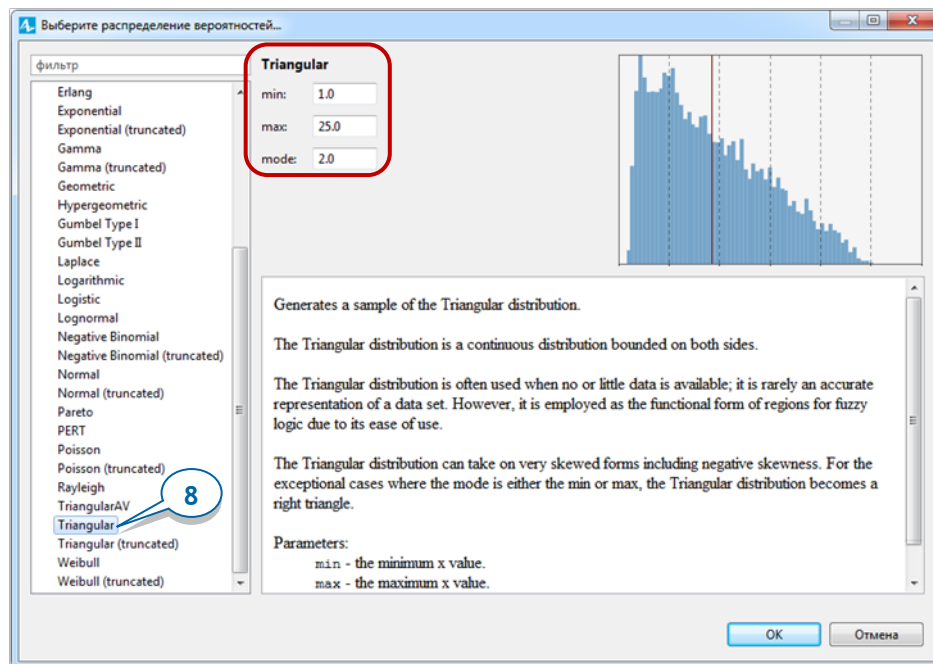 Выберите распределение вероятностей...
фильтр
Erlang
Exponential
Exponential (truncated)
Gamma
Gamma (truncated)
Geometric
Hypergeometric
Gumbel Type I
Gumbel Type II
Laplace
Logarithmic
Logistic
Lognormal
Negative Binomial
Negative Binomial (truncated)
Normal
Normal (truncated)
Pareto
PERT
Poisson
Poisson (truncated)
Rayleigh
TriangularAV
Triangular
Triangular (truncated)
Weibull
Weibull (truncated)
8
Triangular
min: 1.0
max: 25.0
mode: 2.0
Generates a sample of the Triangular distribution.
The Triangular distribution is a continuous distribution bounded on both sides.
The Triangular distribution is often used when no or little data is available; it is rarely an accurate
representation of a data set. However, it is employed as the functional form of regions for fuzzy
logic due to its ease of use.
The Triangular distribution can take on very skewed forms including negative skewness. For the
exceptional cases where the mode is either the min or max, the Triangular distribution becomes a
right triangle.
Parameters:
min - the minimum x value.
max - the maximum x value.
OK
Отмена